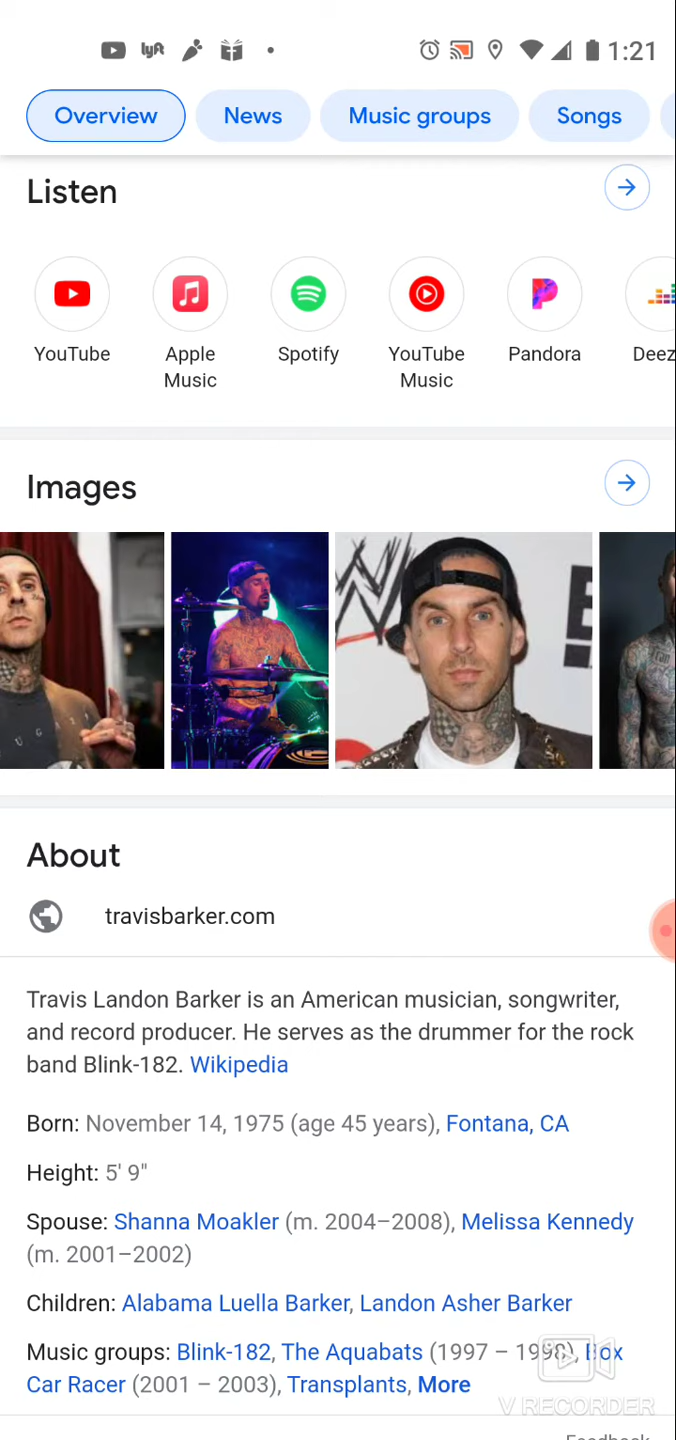 lyft 1:21
Overview News Music groups Songs
Listen
YouTube Apple Music Spotify YouTube Music Pandora Deez
Images
About
travisbarker.com
Travis Landon Barker is an American musician, songwriter,
and record producer. He serves as the drummer for the rock
band Blink-182. Wikipedia
Born: November 14, 1975 (age 45 years), Fontana, CA
Height: 5' 9"
Spouse: Shanna Moakler (m. 2004–2008), Melissa Kennedy
(m. 2001–2002)
Children: Alabama Luella Barker, Landon Asher Barker
Music groups: Blink-182, The Aquabats (1997 – 1998), Box
Car Racer (2001 – 2003), Transplants, More
V RECORDER
Feedback